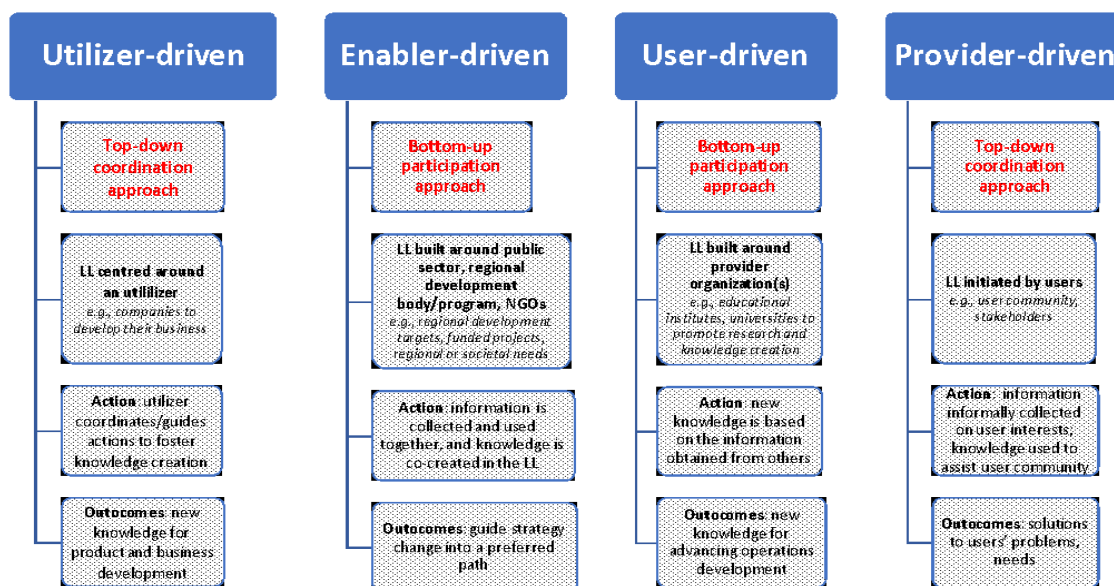 Utilizer-driven
Top-down
coordination
approach
LL centred around
an utililizer
e.g., companies to
develop their business
Action: utilizer
coordinates/guides
actions to foster
knowledge creation
Outocomes: new
knowledge for
product and business
development
Enabler-driven
Bottom-up
participation
approach
LL built around public
sector, regional
development
body/program, NGOs
e.g., regional development
targets, funded projects,
regional or societal needs
Action: information is
collected and used
together, and knowledge is
co-created in the LL
Outcomes: guide strategy
change into a preferred
path
User-driven
Bottom-up
participation
approach
LL built around
provider
organization(s)
e.g., educational
institutes, universities to
promote research and
knowledge creation
Action: new
knowledge is based
on the information
obtained from others
Outcomes: new
knowledge for
advancing operations
development
Provider-driven
Top-down
coordination
approach
LL initiated by users
e.g., user community,
stakeholders
Action: information
informally collected
on user interests,
knowledge used to
assist user community
Outcomes: solutions
to users' problems,
needs